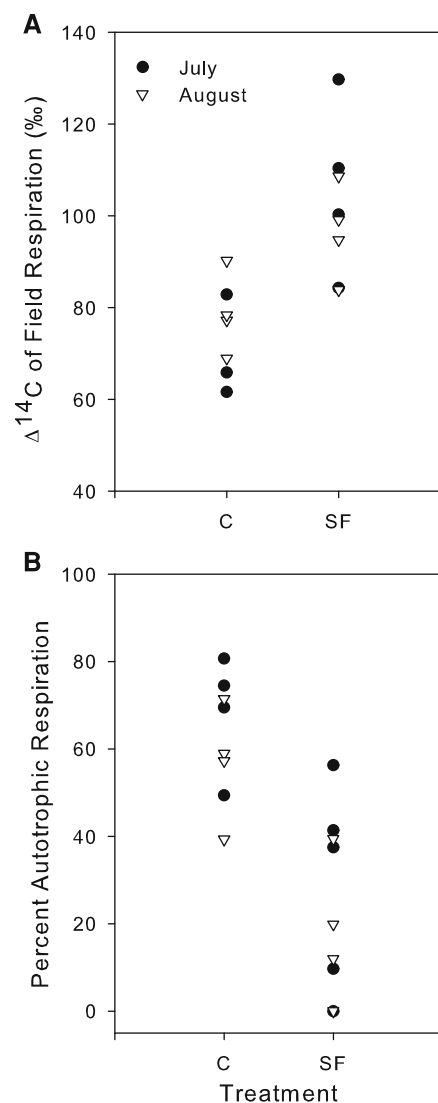 A
140
120
100
80
60
40
Δ¹⁴C of Field Respiration (‰)
July
August
C SF
B
100
80
60
40
20
0
Percent Autotrophic Respiration
C SF
Treatment